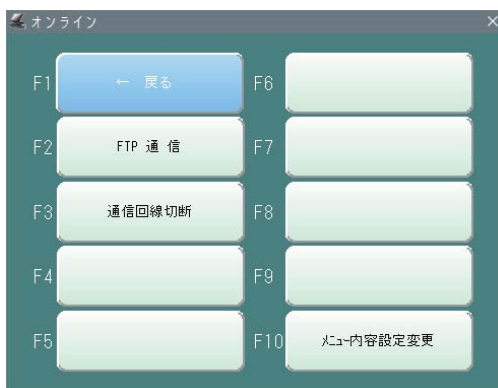 オンライン
F1 ← 戻る
F2 FTP 通 信
F3 通信回線切断
F4
F5
F6
F7
F8
F9
F10 ﾒﾆｭｰ内容設定変更